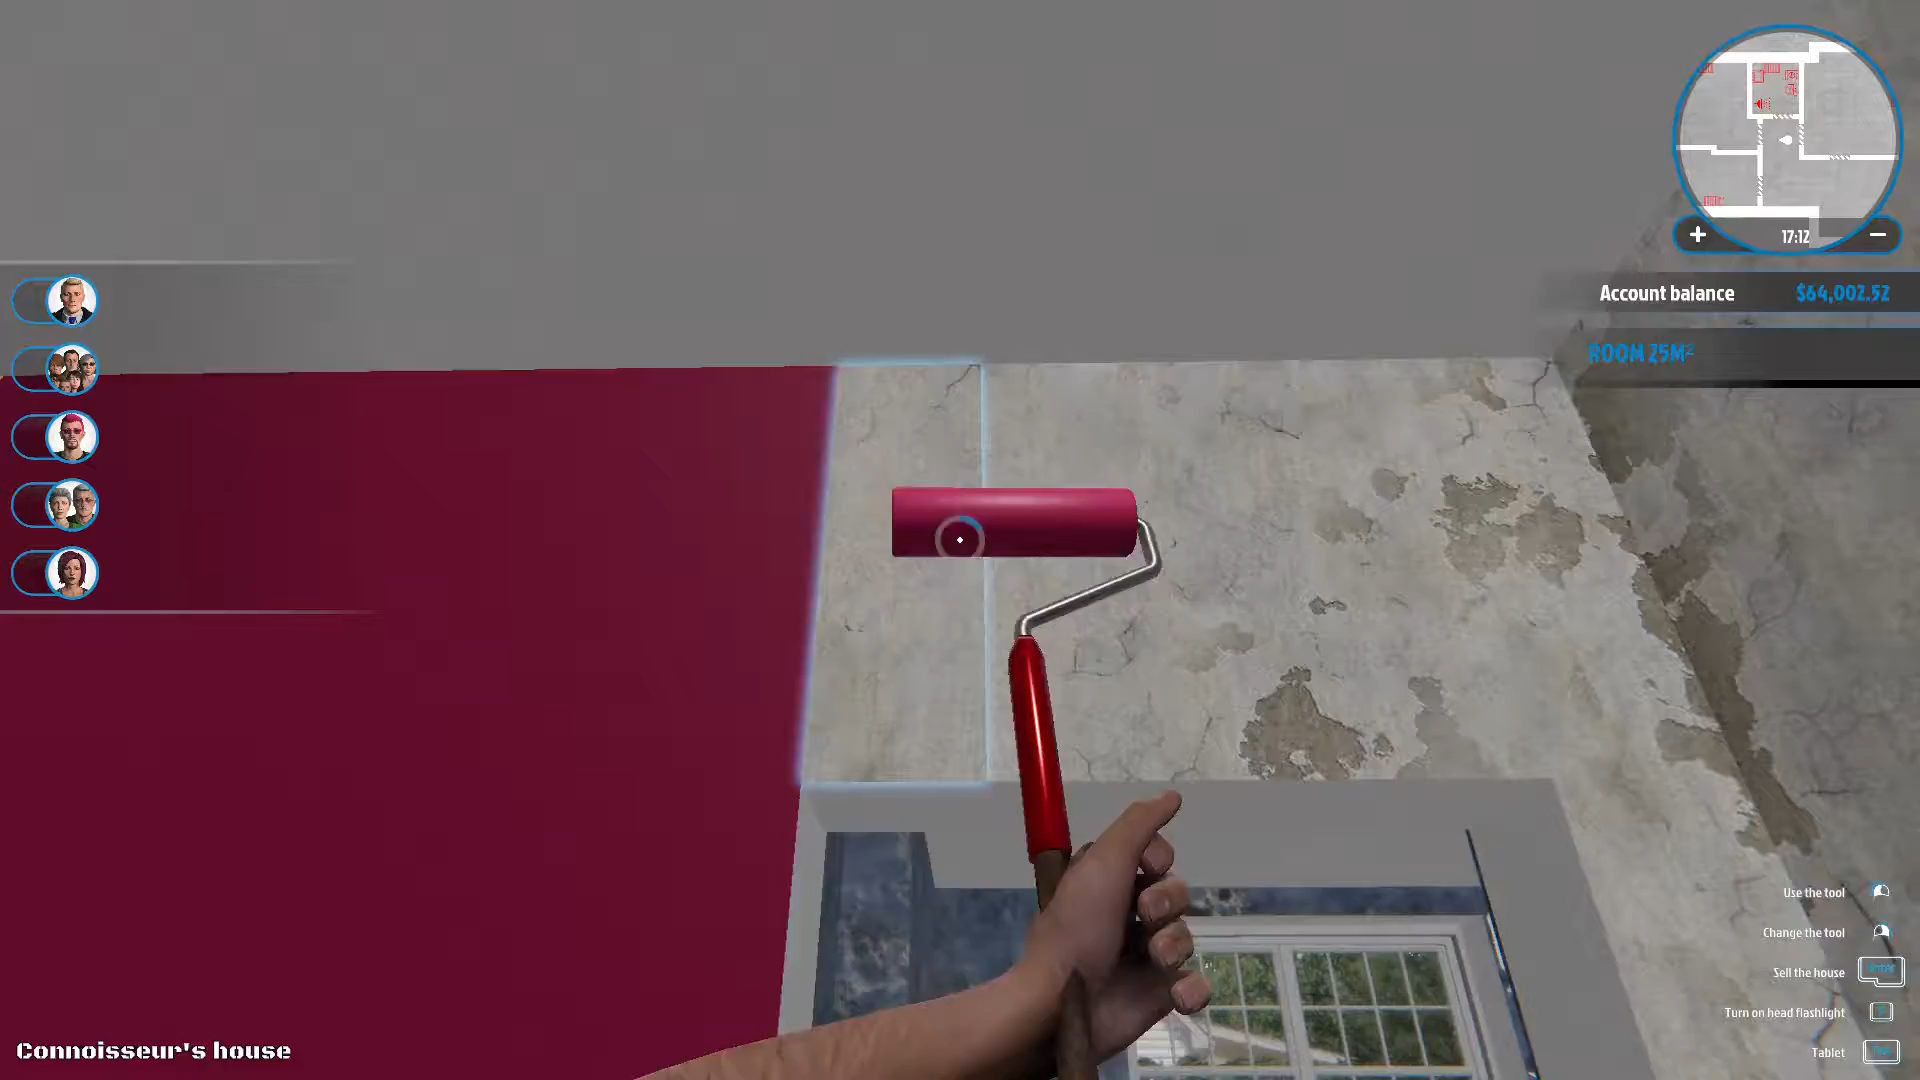 17:12
Account balance $64,002.52
ROOM 25M²
Use the tool
Change the tool
Sell the house
Turn on head flashlight
Tablet
Connoisseur's house